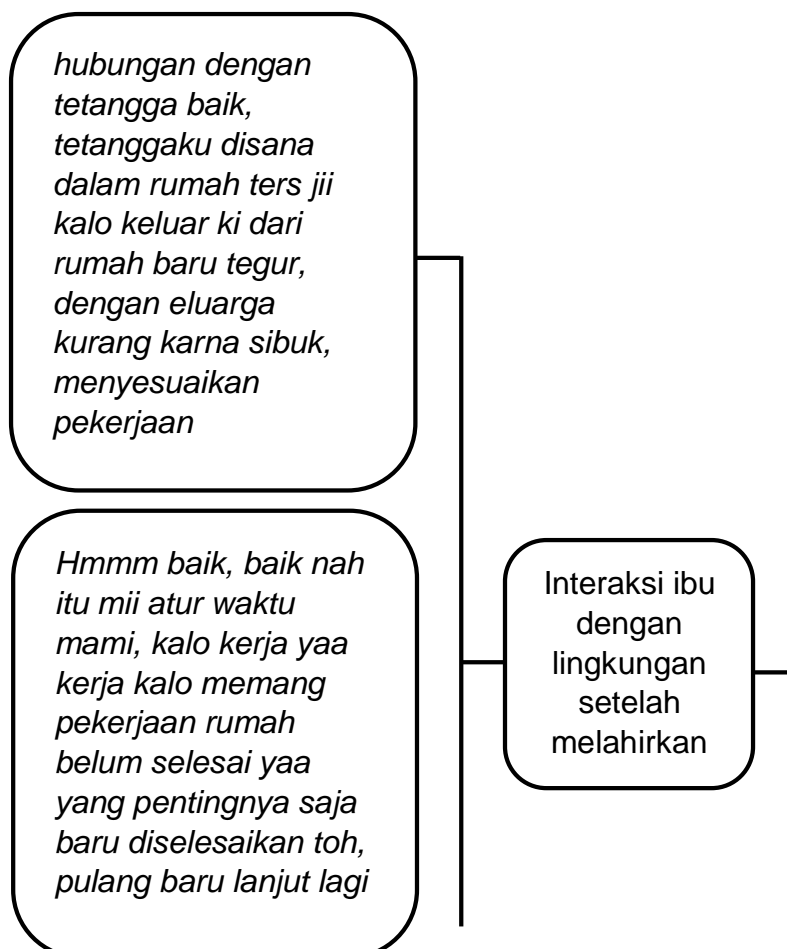 hubungan dengan
tetangga baik,
tetanggaku disana
dalam rumah ters jii
kalo keluar ki dari
rumah baru tegur,
dengan eluarga
kurang karna sibuk,
menyesuaikan
pekerjaan
Hmmm baik, baik nah
itu mii atur waktu
mami, kalo kerja yaa
kerja kalo memang
pekerjaan rumah
belum selesai yaa
yang pentingnya saja
baru diselesaikan toh,
pulang baru lanjut lagi
Interaksi ibu
dengan
lingkungan
setelah
melahirkan